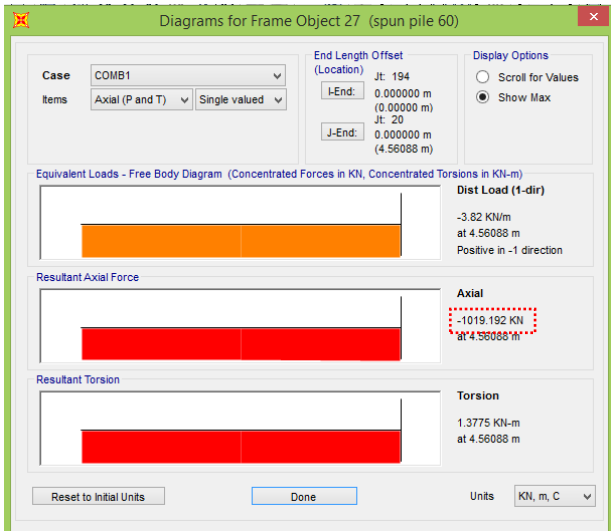 Diagrams for Frame Object 27 (spun pile 60)
End Length Offset
(Location)
Display Options
Case
COMB1
Items
Axial (P and T)
Single valued
Jt: 194
I-End:
0.000000 m
(0.00000 m)
Jt: 20
J-End:
0.000000 m
(4.56088 m)
Scroll for Values
Show Max
Equivalent Loads - Free Body Diagram (Concentrated Forces in KN, Concentrated Torsions in KN-m)
Dist Load (1-dir)
-3.82 KN/m
at 4.56088 m
Positive in -1 direction
Resultant Axial Force
Axial
-1019.192 KN
at 4.56088 m
Resultant Torsion
Torsion
1.3775 KN-m
at 4.56088 m
Reset to Initial Units
Done
Units
KN, m, C